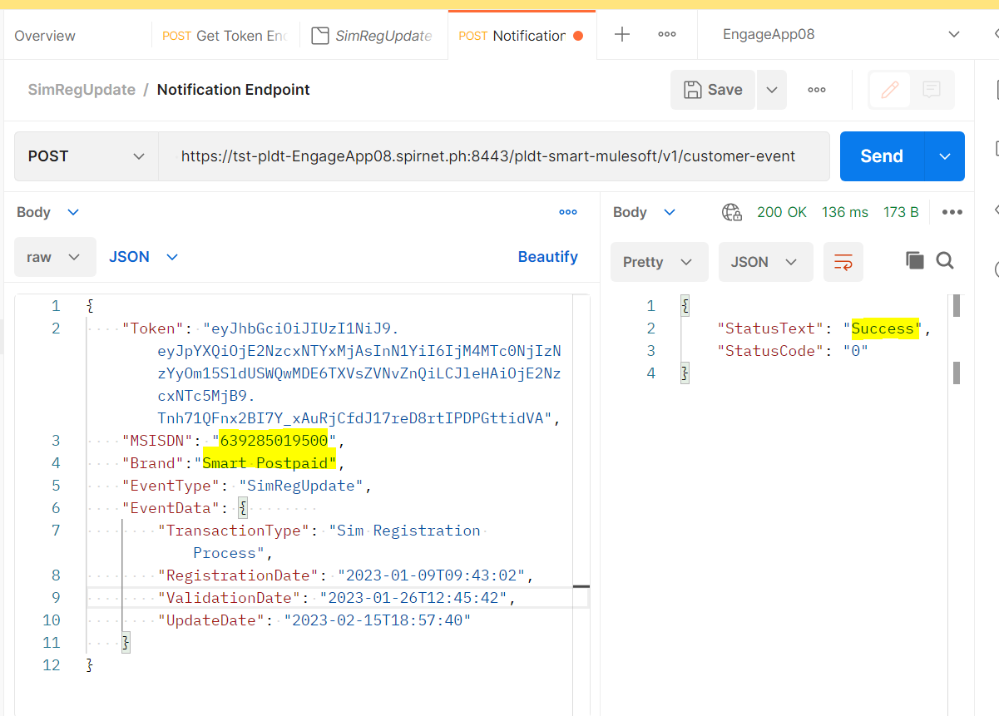 Overview
POST Get Token End
SimRegUpdate
POST Notification
EngageApp08
SimRegUpdate / Notification Endpoint
Save
POST
https://tst-pldt-EngageApp08.spirnet.ph:8443/pldt-smart-mulesoft/v1/customer-event
Send
Body
raw
JSON
Beautify
1 {
2 "Token": "eyJhbGciOiJIUzI1NiJ9.
eyJpYXQiOjE2NzcxNTYxMjAsInN1YiI6IjM4MTc0NjIzN
zYyOm15SldUSWQwMDE6TXVsZVNvZnQiLCJleHAiOjE2Nz
cxNTc5MjB9.
Tnh71QFnx2BI7Y_xAuRjCfdJ17reD8rtIPDPGttidVA",
3 "MSISDN": "639285019500",
4 "Brand":"Smart Postpaid",
5 "EventType": "SimRegUpdate",
6 "EventData": {
7 "TransactionType": "Sim Registration
Process",
8 "RegistrationDate": "2023-01-09T09:43:02",
9 "ValidationDate": "2023-01-26T12:45:42",
10 "UpdateDate": "2023-02-15T18:57:40"
11 }
12 }
Body
200 OK 136 ms 173 B
Pretty
JSON
1 {
2 "StatusText": "Success",
3 "StatusCode": "0"
4 }